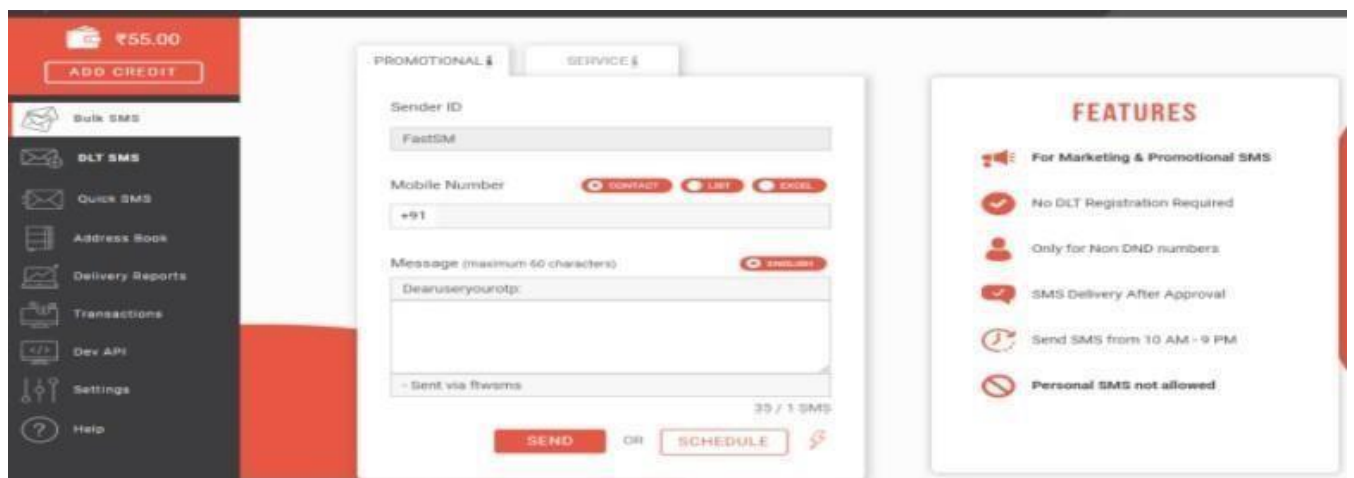 ₹55.00
ADD CREDIT
Bulk SMS
DLT SMS
Quick SMS
Address Book
Delivery Reports
Transactions
</> Dev API
Settings
? Help
PROMOTIONAL
SERVICE
Sender ID
FastSM
Mobile Number
CONTACT LIST EXCEL
+91
Message (maximum 60 characters)
ENGLISH
Dearuseryourotp:
- Sent via ftwsms
35 / 1 SMS
SEND OR SCHEDULE
FEATURES
For Marketing & Promotional SMS
No DLT Registration Required
Only for Non DND numbers
SMS Delivery After Approval
Send SMS from 10 AM - 9 PM
Personal SMS not allowed